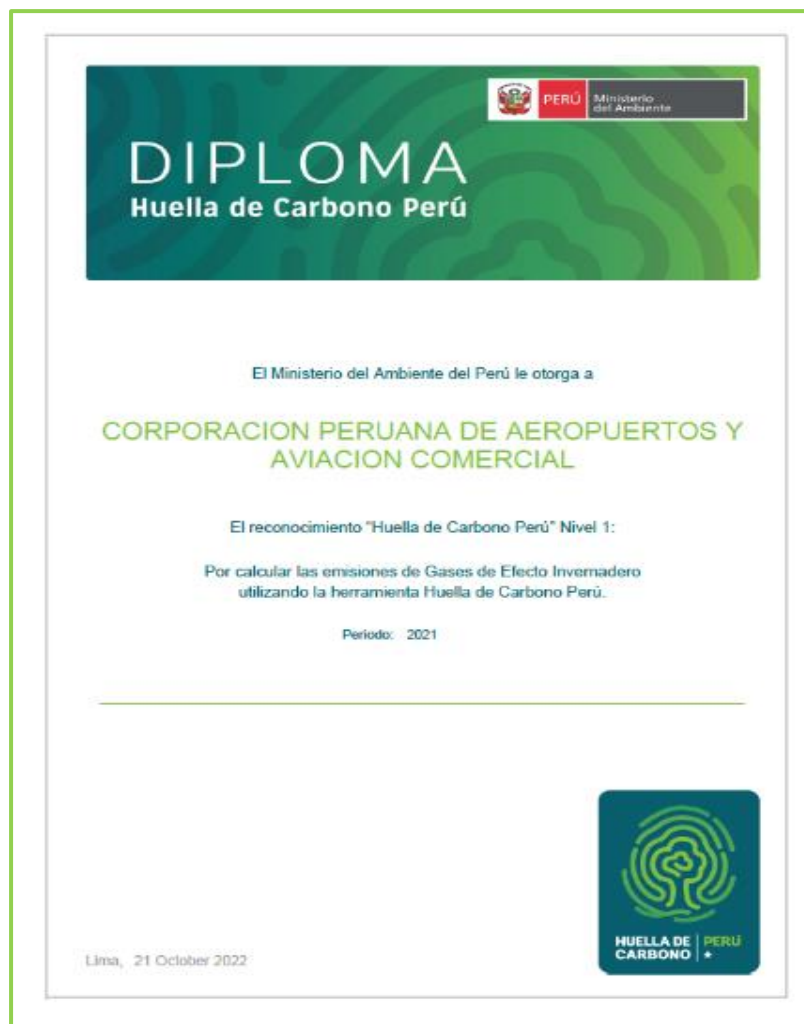 PERÚ
Ministerio
del Ambiente
DIPLOMA
Huella de Carbono Perú
El Ministerio del Ambiente del Perú le otorga a
CORPORACION PERUANA DE AEROPUERTOS Y
AVIACION COMERCIAL
El reconocimiento "Huella de Carbono Perú" Nivel 1:
Por calcular las emisiones de Gases de Efecto Invernadero
utilizando la herramienta Huella de Carbono Perú.
Periodo: 2021
HUELLA DE
CARBONO
PERÚ
Lima, 21 October 2022